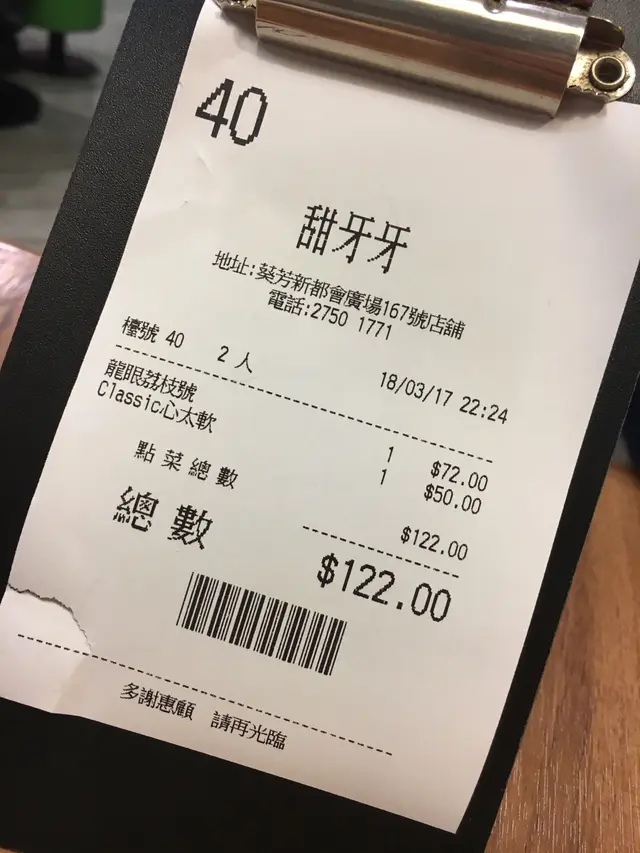 40
甜牙牙
地址:葵芳新都會廣場167號店舖
電話:2750 1771
檯號 40 2 人 18/03/17 22:24
龍眼荔枝號 1 $72.00
Classic心太軟 1 $50.00
點菜總數 $122.00
總數 $122.00
多謝惠顧 請再光臨